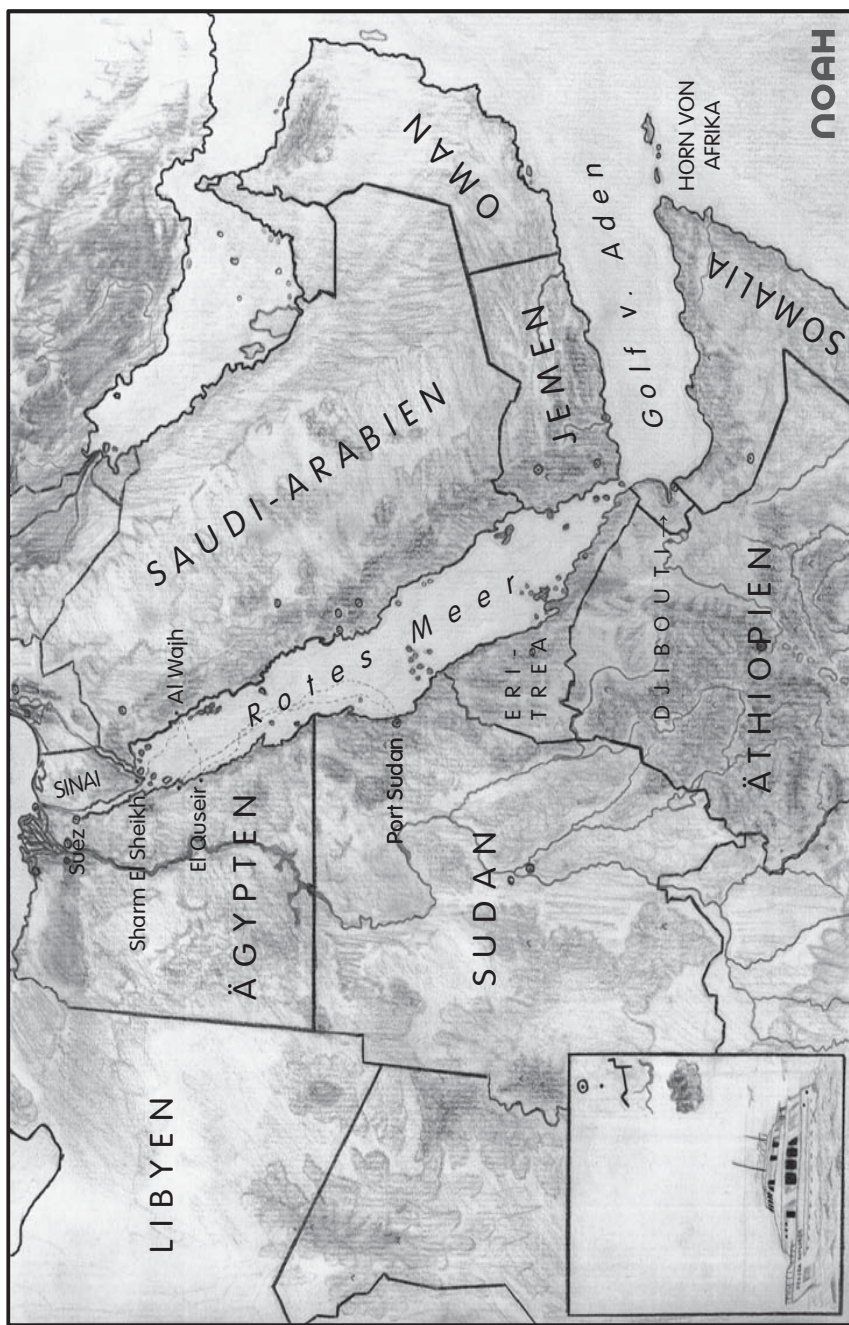 LIBYEN
ÄGYPTEN
SINAI
Suez
Sharm El Sheikh
El Quseir
Al Wajh
SAUDI-ARABIEN
Rotes Meer
Port Sudan
SUDAN
ERI-
TREA
DJIBOUTI→
ÄTHIOPIEN
JEMEN
OMAN
Golf v. Aden
HORN VON
AFRIKA
SOMALIA
NOAH